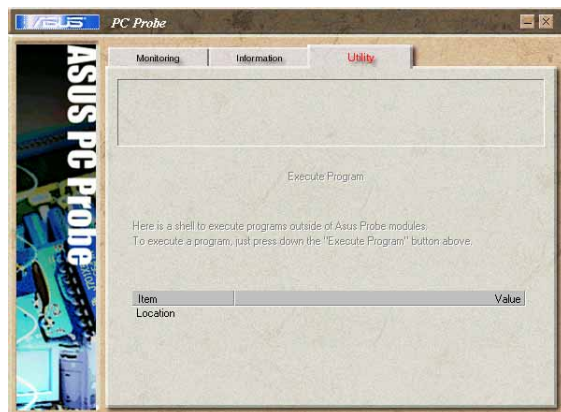 ASUS PC Probe
Monitoring Information Utility
ASUS PC Probe
Execute Program
Here is a shell to execute programs outside of Asus Probe modules.
To execute a program, just press down the "Execute Program" button above.
Item Value
Location